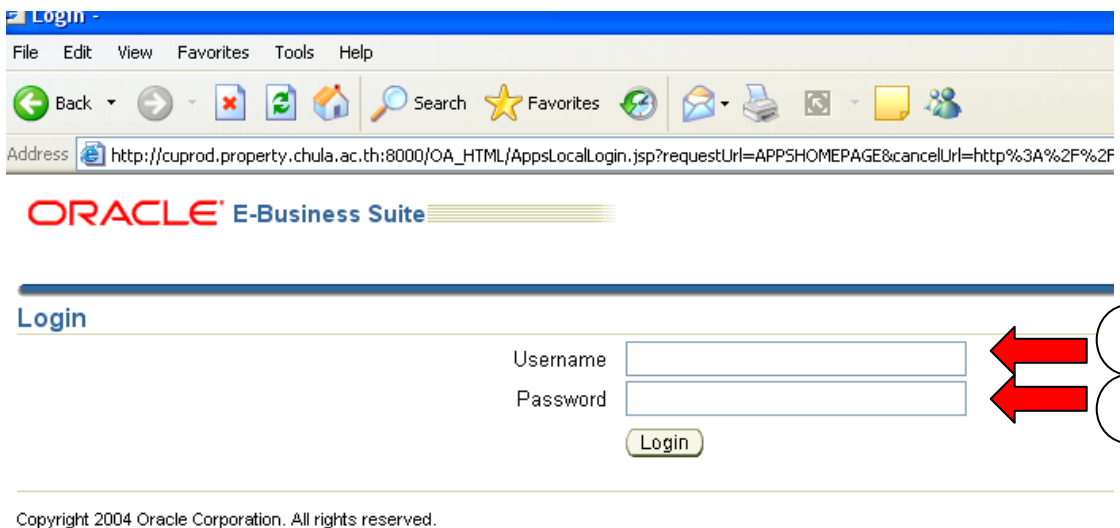 Login -
File Edit View Favorites Tools Help
Back Search Favorites
Address http://cuprod.property.chula.ac.th:8000/OA_HTML/AppsLocalLogin.jsp?requestUrl=APPSHOMEPAGE&cancelUrl=http%3A%2F%2F
ORACLE E-Business Suite
Login
Username
Password
Login
Copyright 2004 Oracle Corporation. All rights reserved.